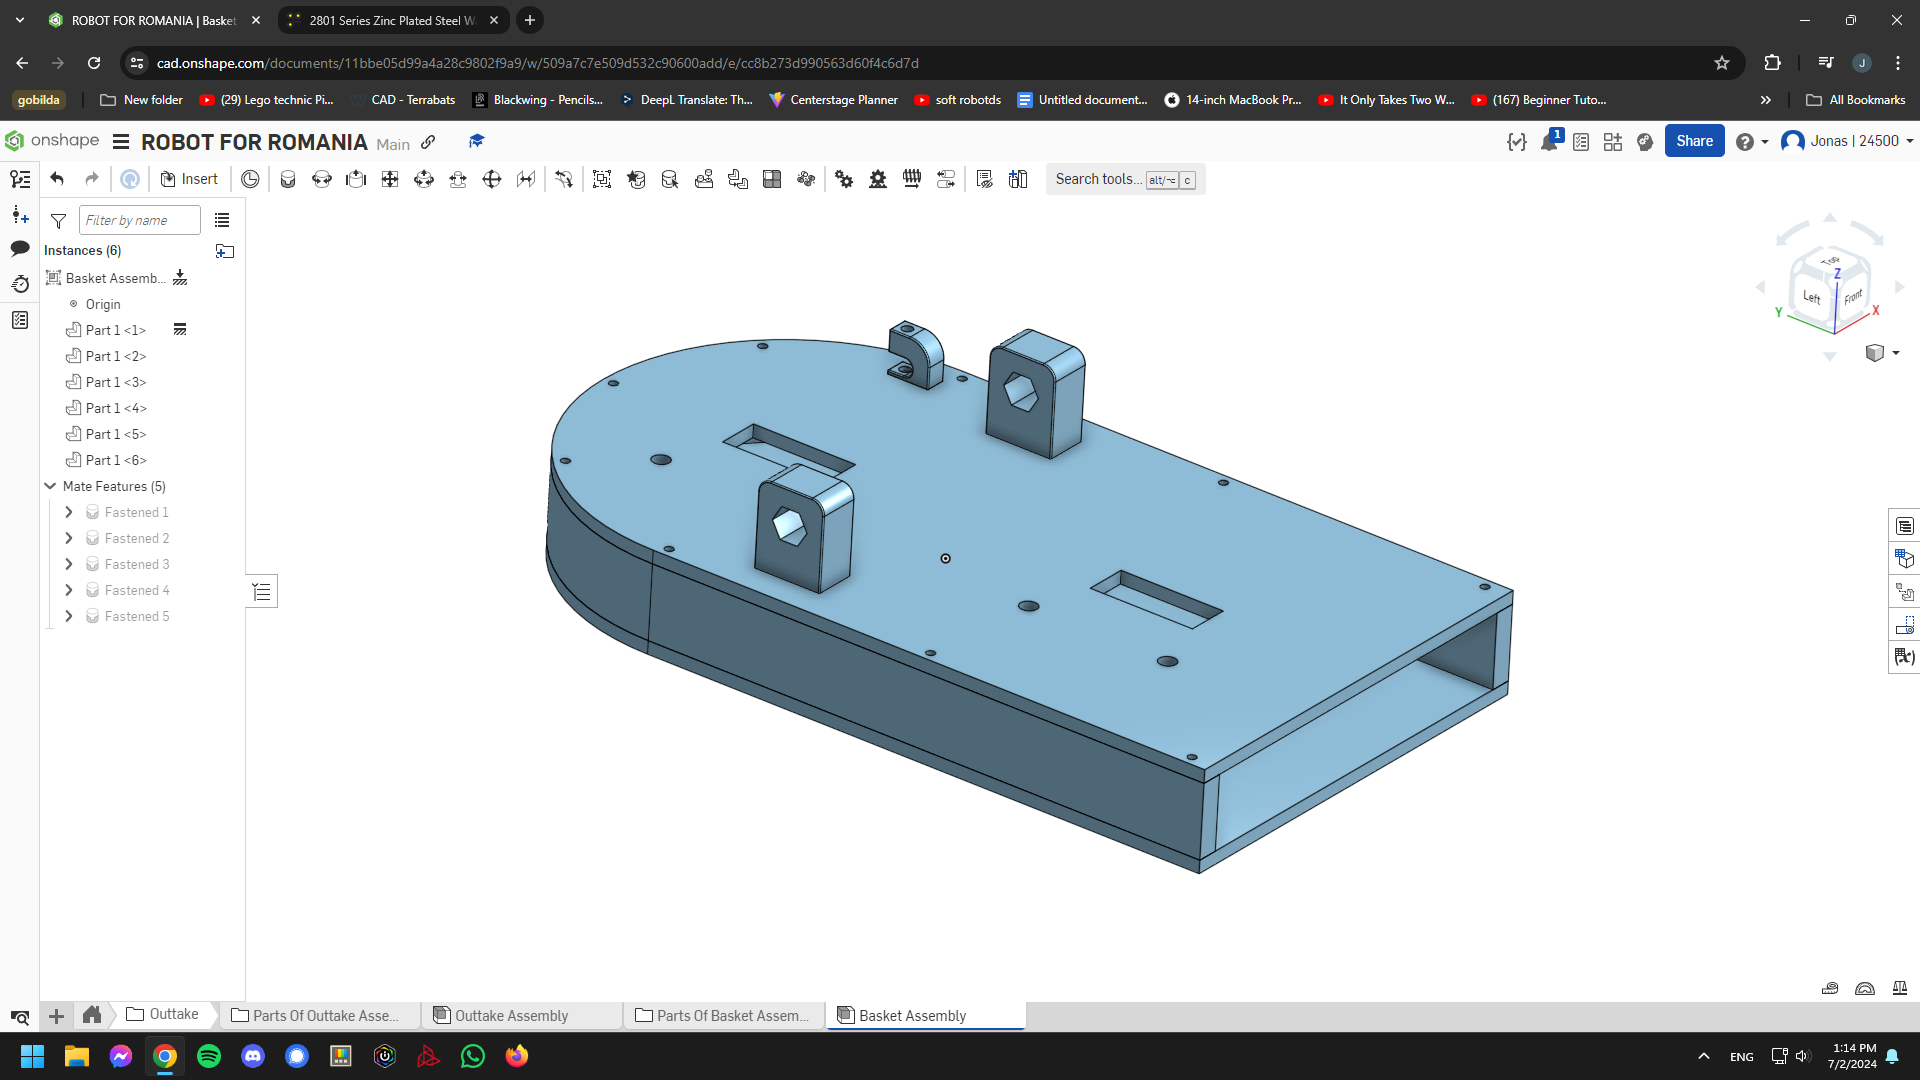 ROBOT FOR ROMANIA | Basket
2801 Series Zinc Plated Steel W
cad.onshape.com/documents/11bbe05d99a4a28c9802f9a9/w/509a7c7e509d532c90600add/e/cc8b273d990563d60f4c6d7d
J
gobilda
New folder
(29) Lego technic Pi...
CAD - Terrabats
Blackwing - Pencils...
DeepL Translate: Th...
Centerstage Planner
soft robotds
Untitled document...
14-inch MacBook Pr...
It Only Takes Two W...
(167) Beginner Tuto...
»
All Bookmarks
onshape
ROBOT FOR ROMANIA Main
1
Share
Jonas | 24500
Insert
Search tools... alt/⌥ c
Filter by name
Instances (6)
Basket Assemb...
Origin
Part 1 <1>
Part 1 <2>
Part 1 <3>
Part 1 <4>
Part 1 <5>
Part 1 <6>
Mate Features (5)
Fastened 1
Fastened 2
Fastened 3
Fastened 4
Fastened 5
Top
Z
Left
Front
Y
X
(x)
Outtake
Parts Of Outtake Asse...
Outtake Assembly
Parts Of Basket Assem...
Basket Assembly
ENG
1:14 PM
7/2/2024